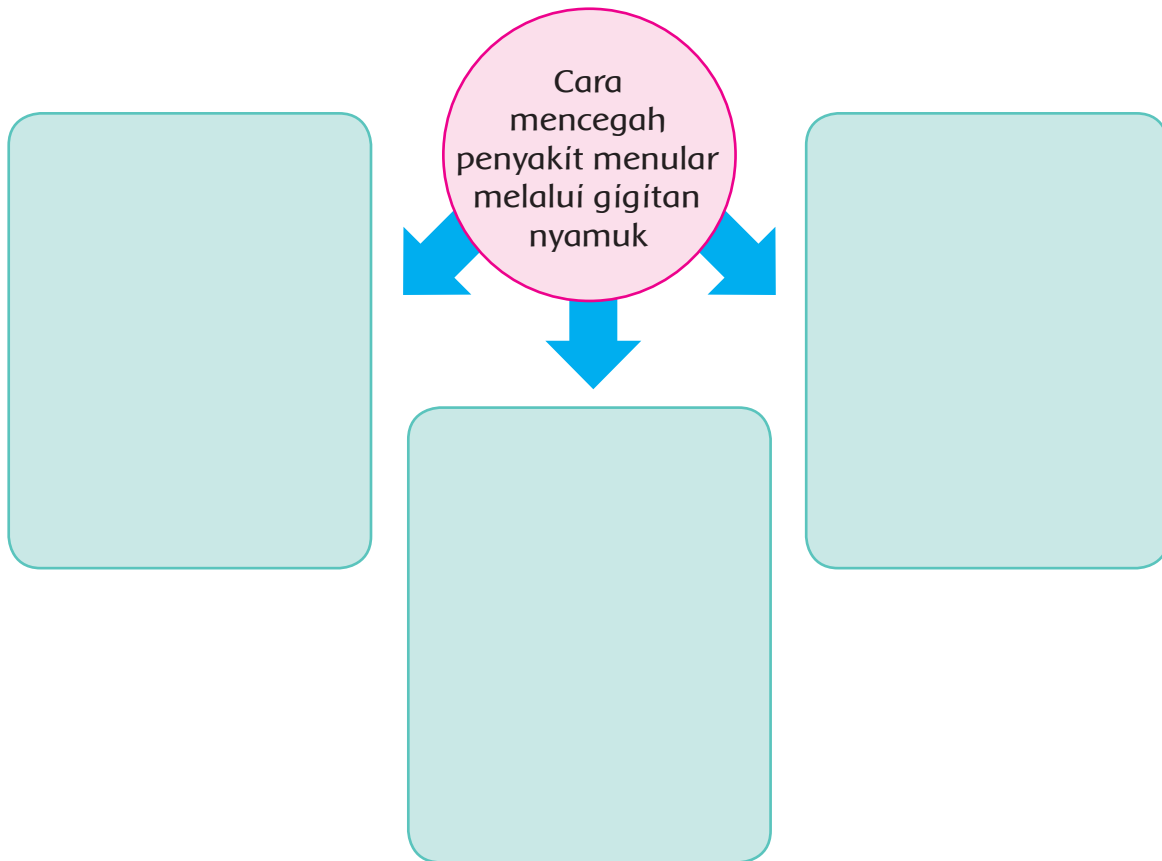 Cara
mencegah
penyakit menular
melalui gigitan
nyamuk